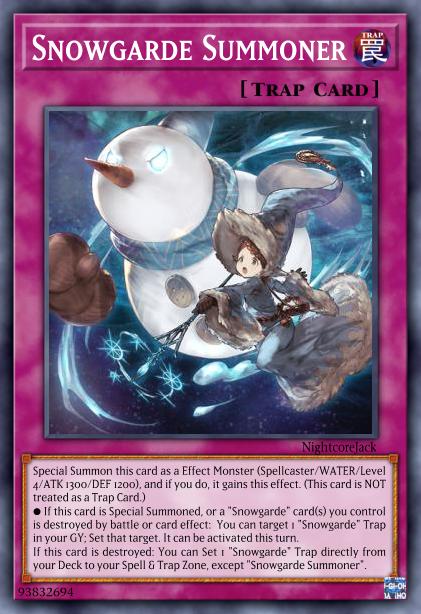 SNOWGARDE SUMMONER
TRAP
罠
[TRAP CARD]
NightcoreJack
Special Summon this card as a Effect Monster (Spellcaster/WATER/Level
4/ATK 1300/DEF 1200), and if you do, it gains this effect. (This card is NOT
treated as a Trap Card.)
● If this card is Special Summoned, or a "Snowgarde" card(s) you control
is destroyed by battle or card effect: You can target 1 "Snowgarde" Trap
in your GY; Set that target. It can be activated this turn.
If this card is destroyed: You can Set 1 "Snowgarde" Trap directly from
your Deck to your Spell & Trap Zone, except "Snowgarde Summoner".
93832694